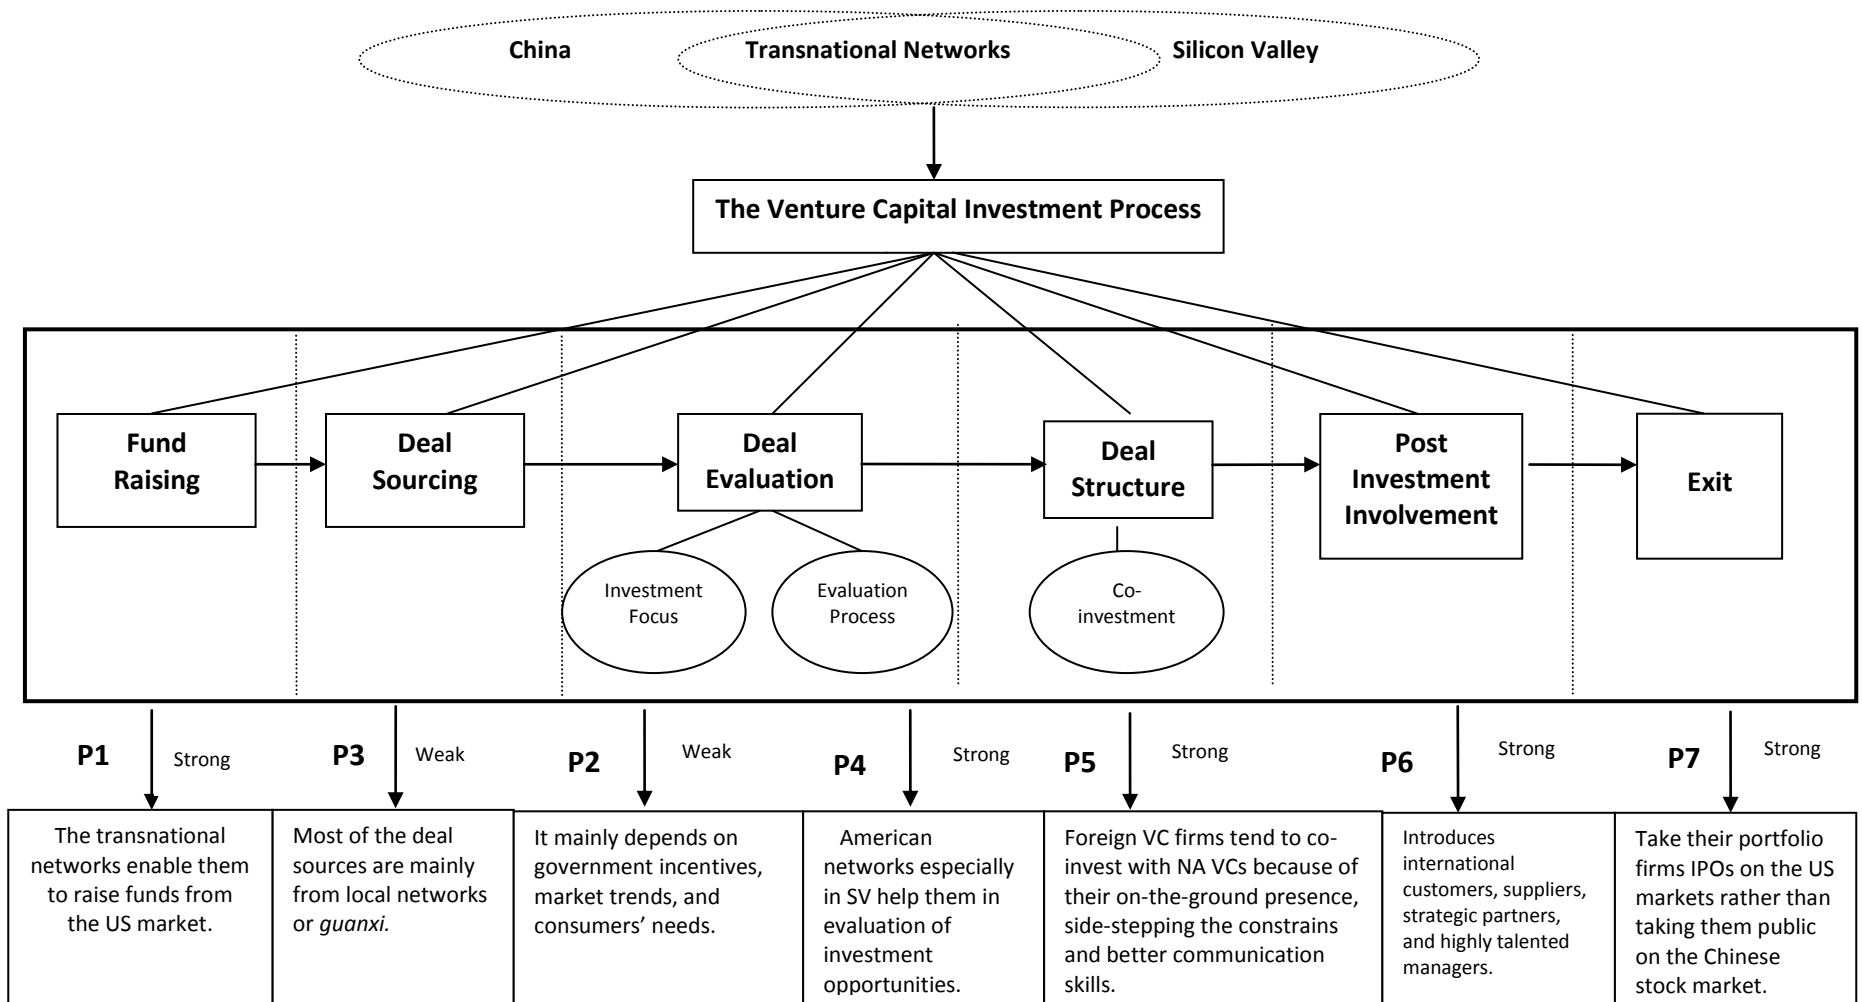 China
Transnational Networks
Silicon Valley
The Venture Capital Investment Process
Fund
Raising
Deal
Sourcing
Deal
Evaluation
Deal
Structure
Post
Investment
Involvement
Exit
Investment
Focus
Evaluation
Process
Co-
investment
P1
Strong
P3
Weak
P2
Weak
P4
Strong
P5
Strong
P6
Strong
P7
Strong
The transnational
networks enable them
to raise funds from
the US market.
Most of the deal
sources are mainly
from local networks
or guanxi.
It mainly depends on
government incentives,
market trends, and
consumers’ needs.
American
networks especially
in SV help them in
evaluation of
investment
opportunities.
Foreign VC firms tend to co-
invest with NA VCs because of
their on-the-ground presence,
side-stepping the constrains
and better communication
skills.
Introduces
international
customers, suppliers,
strategic partners,
and highly talented
managers.
Take their portfolio
firms IPOs on the US
markets rather than
taking them public
on the Chinese
stock market.